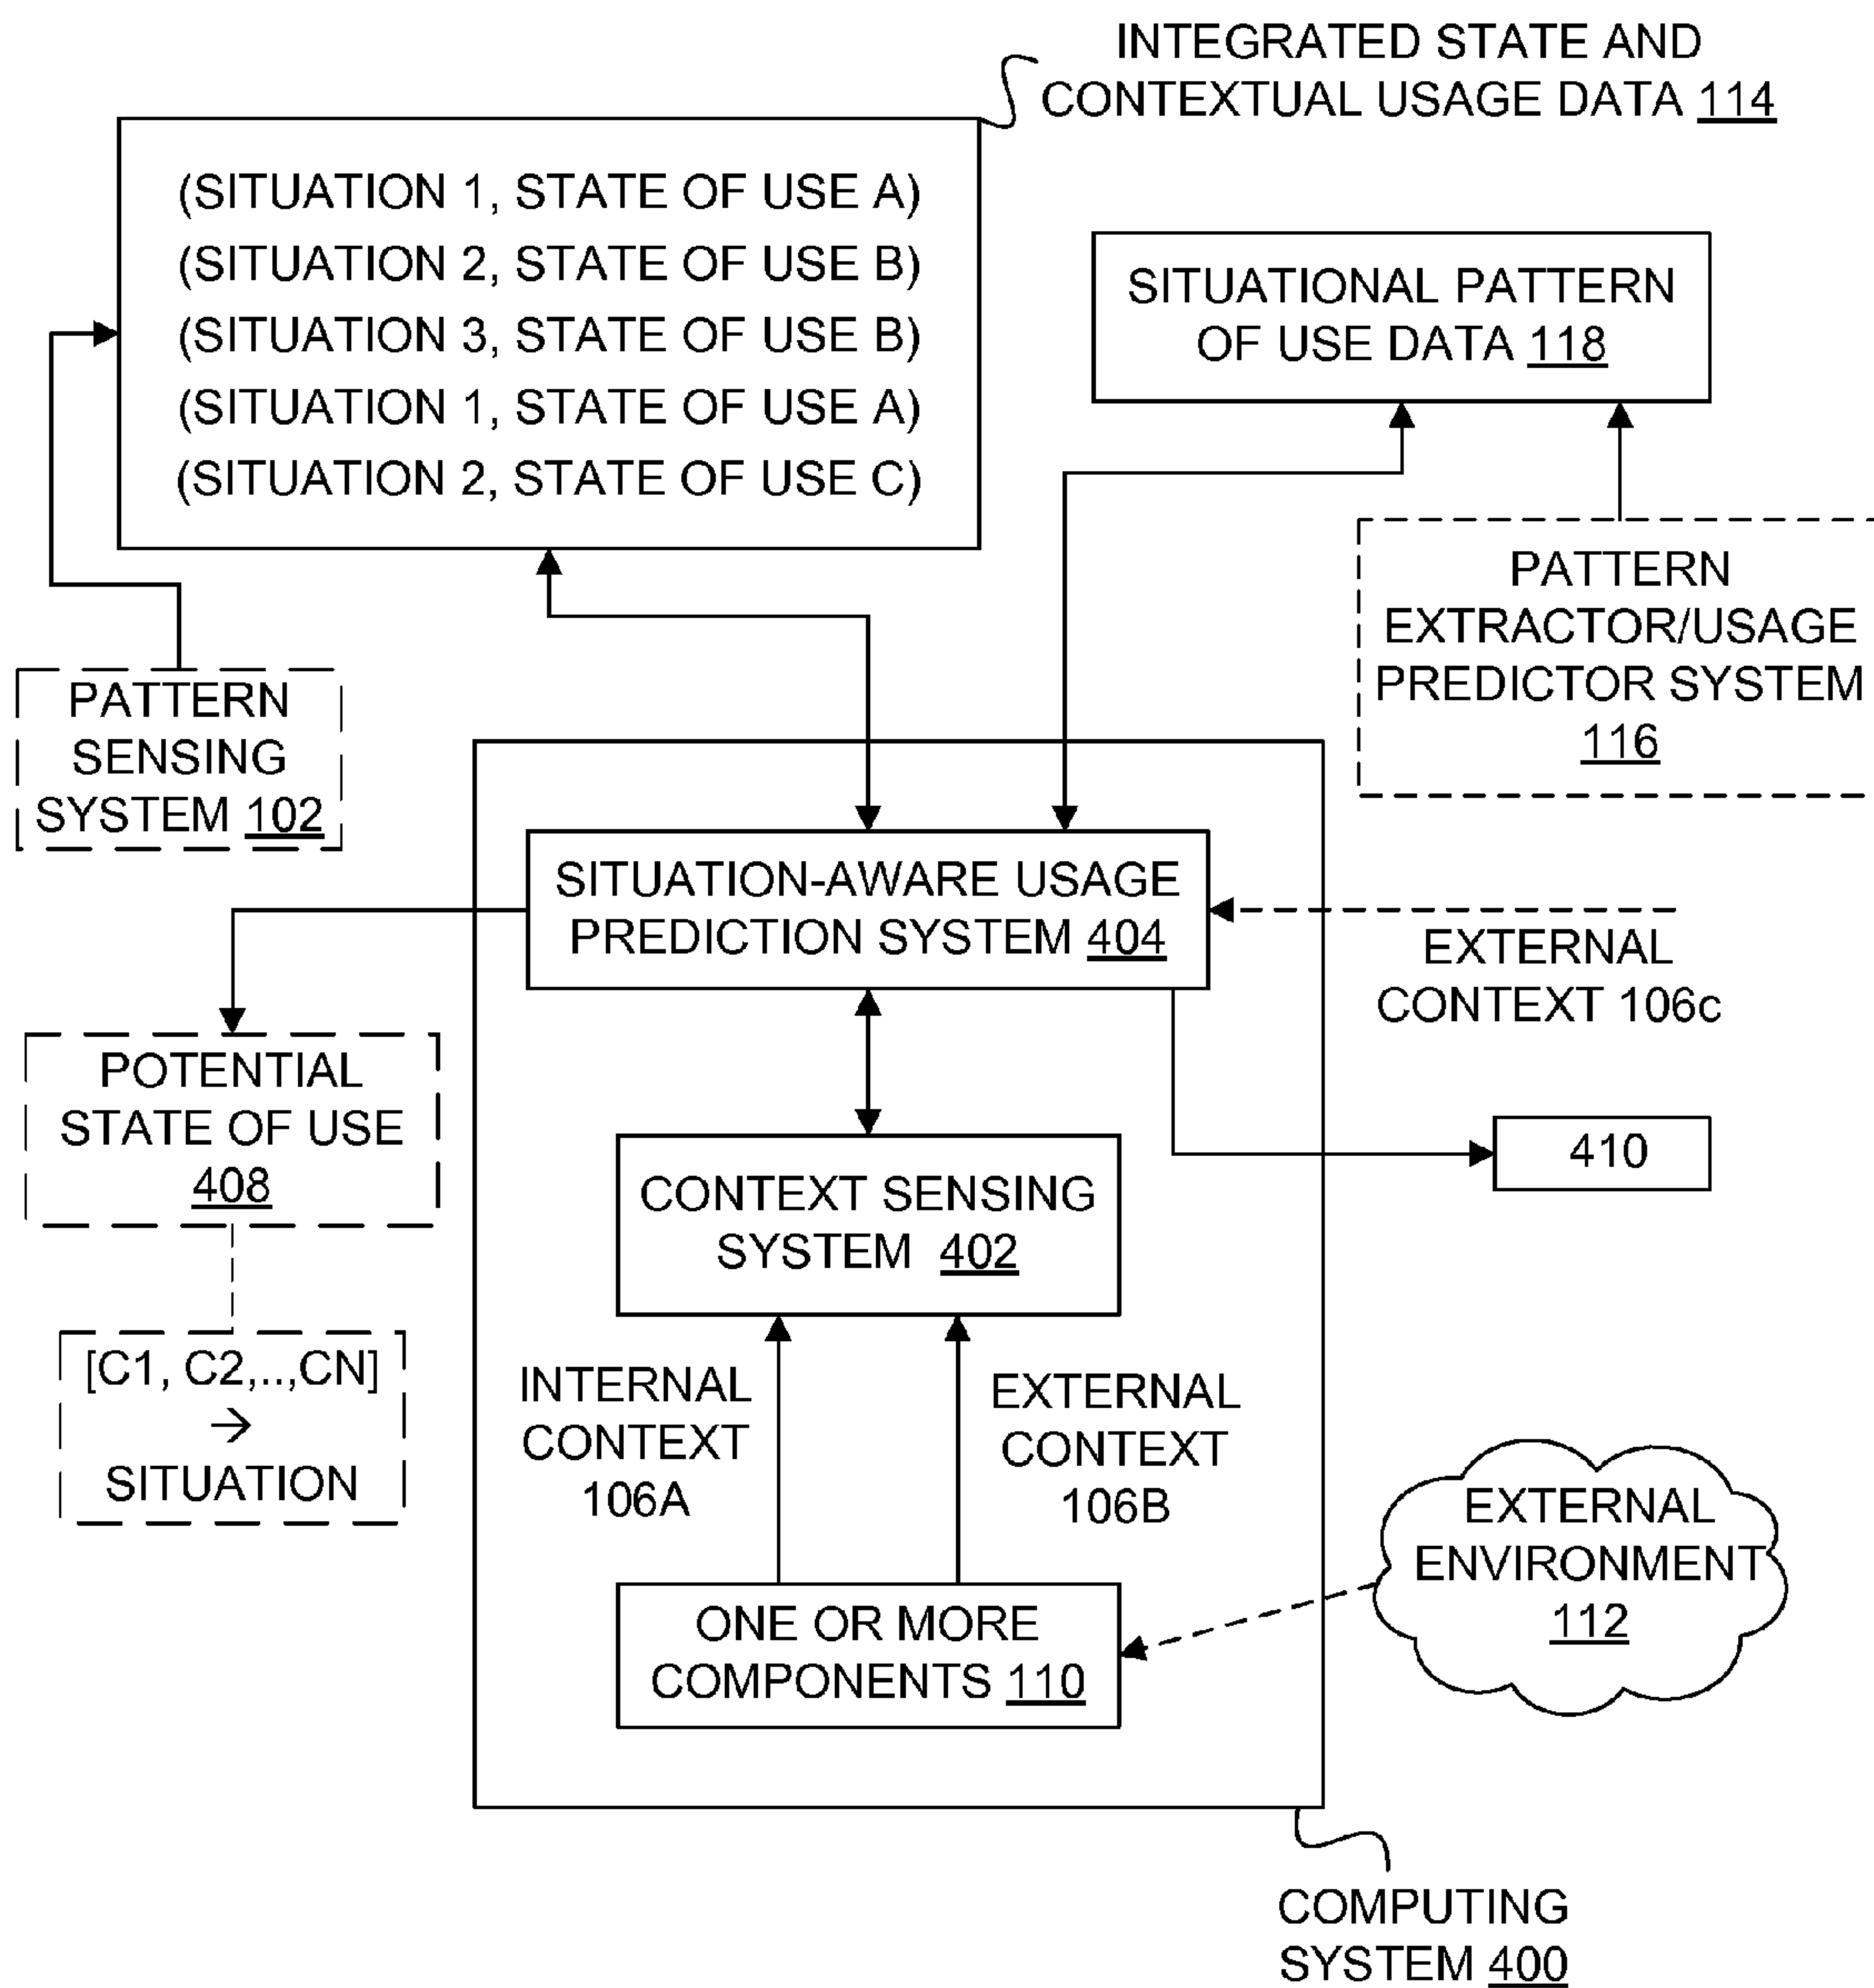 INTEGRATED STATE AND
CONTEXTUAL USAGE DATA 114
(SITUATION 1, STATE OF USE A)
(SITUATION 2, STATE OF USE B)
(SITUATION 3, STATE OF USE B)
(SITUATION 1, STATE OF USE A)
(SITUATION 2, STATE OF USE C)
SITUATIONAL PATTERN
OF USE DATA 118
PATTERN
EXTRACTOR/USAGE
PREDICTOR SYSTEM
116
PATTERN
SENSING
SYSTEM 102
SITUATION-AWARE USAGE
PREDICTION SYSTEM 404
EXTERNAL
CONTEXT 106c
POTENTIAL
STATE OF USE
408
410
CONTEXT SENSING
SYSTEM 402
[C1, C2,..,CN]
→
SITUATION
INTERNAL
CONTEXT
106A
EXTERNAL
CONTEXT
106B
EXTERNAL
ENVIRONMENT
112
ONE OR MORE
COMPONENTS 110
COMPUTING
SYSTEM 400